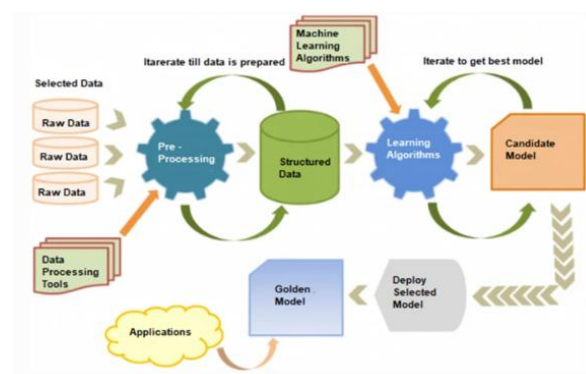 Machine
Learning
Algorithms
Itarerate till data is prepared
Iterate to get best model
Selected Data
Raw Data
Raw Data
Raw Data
Pre -
Processing
Structured
Data
Learning
Algorithms
Candidate
Model
Data
Processing
Tools
Golden
Model
Deploy
Selected
Model
Applications